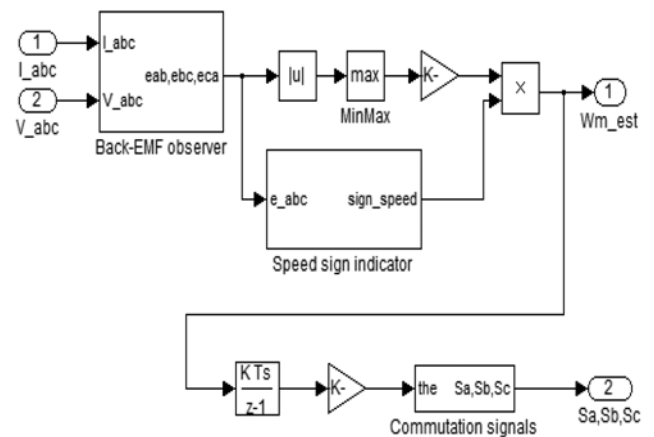 1
I_abc
2
V_abc
I_abc
V_abc
eab,ebc,eca
Back-EMF observer
|u|
max
MinMax
K-
X
1
Wm_est
e_abc
sign_speed
Speed sign indicator
K Ts
z-1
K-
the
Sa,Sb,Sc
Commutation signals
2
Sa,Sb,Sc